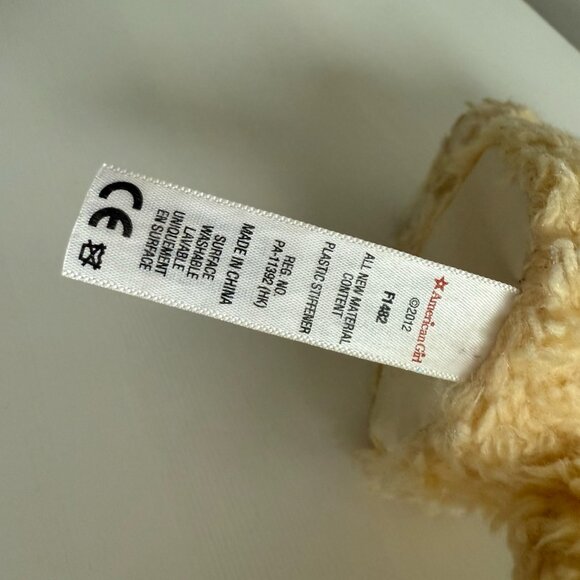 American Girl
©2012
F1482
ALL NEW MATERIAL
CONTENT
PLASTIC STIFFENER
REG. NO.
PA-11392 (HK)
MADE IN CHINA
SURFACE
WASHABLE
LAVABLE
UNIQUEMENT
EN SURFACE
CE